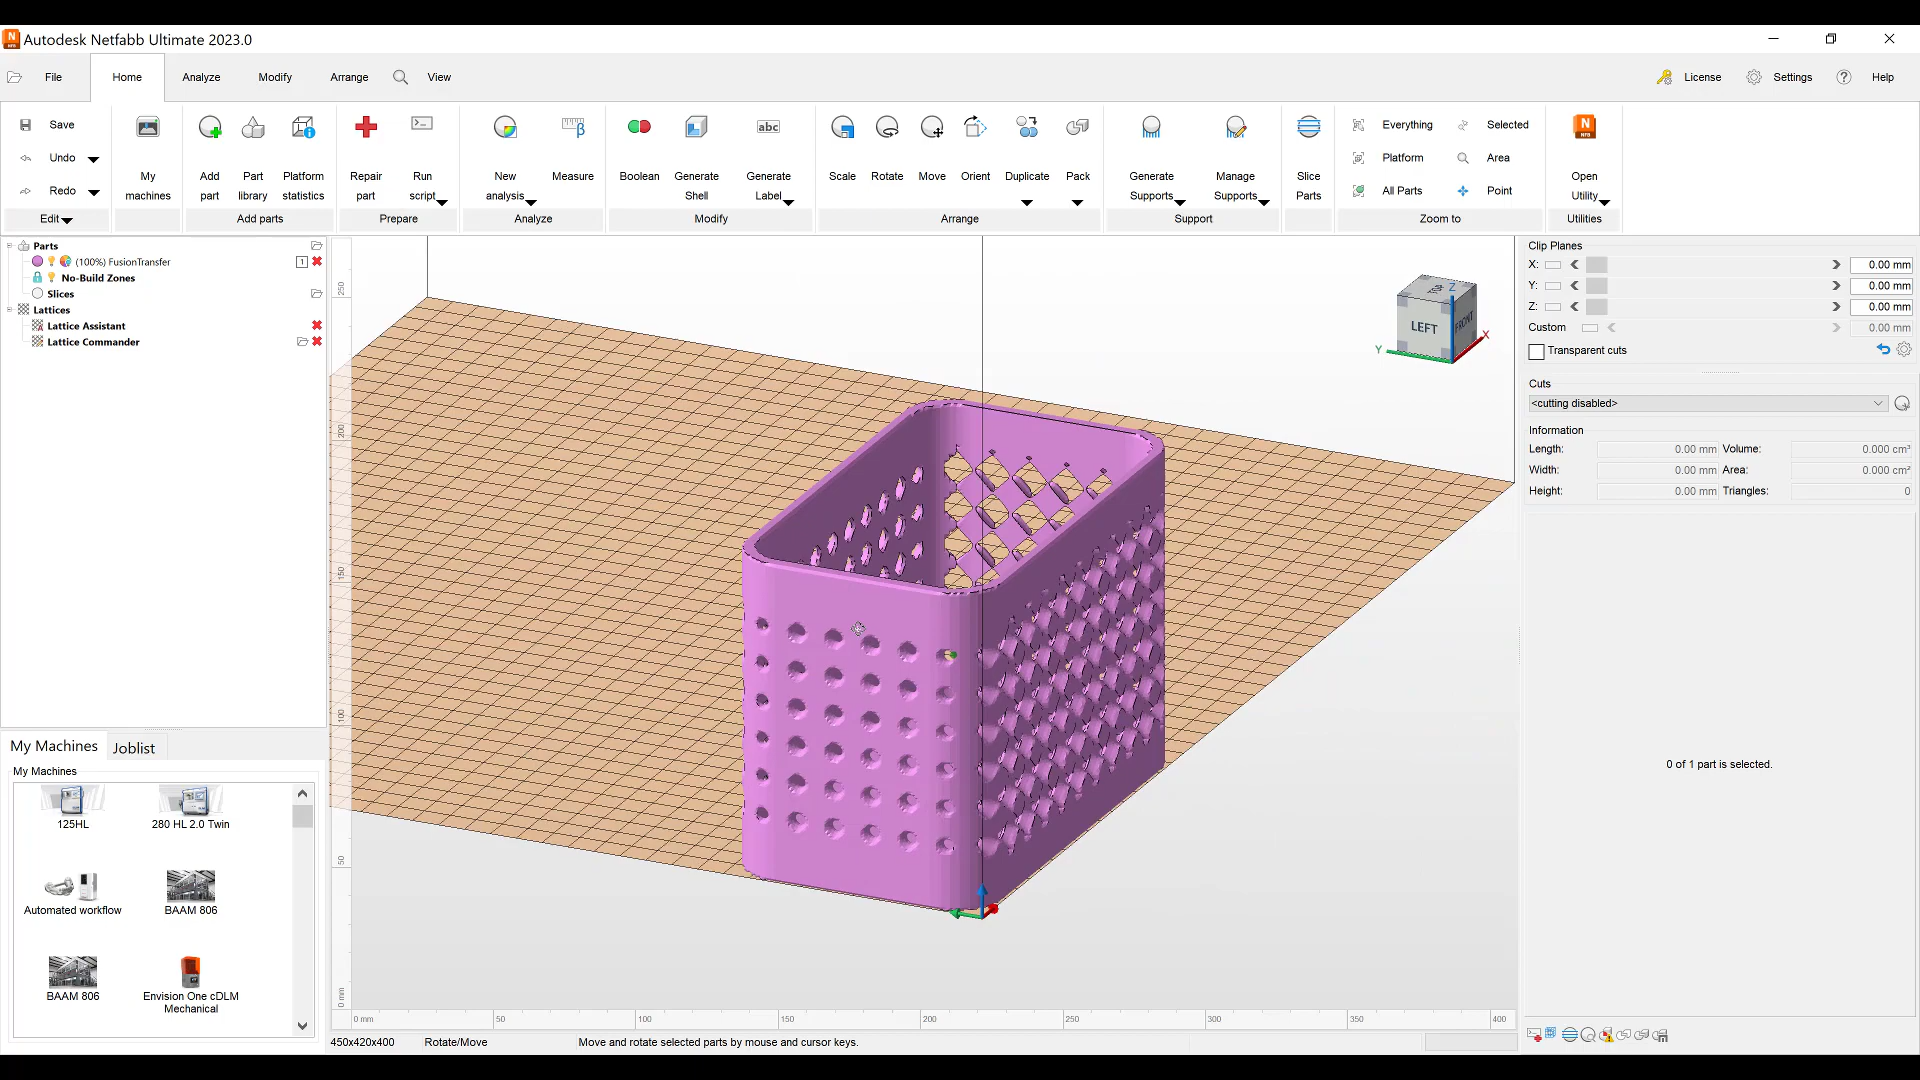 Autodesk Netfabb Ultimate 2023.0
File Home Analyze Modify Arrange View License Settings Help
Save
Undo
Redo
Edit
My machines
Add part
Part library
Platform statistics
Add parts
Repair part
Run script
Prepare
New analysis
Measure
Analyze
Boolean
Generate Shell
abc
Generate Label
Modify
Scale
Rotate
Move
Orient
Duplicate
Pack
Arrange
Generate Supports
Manage Supports
Support
Slice Parts
Everything
Selected
Platform
Area
All Parts
Point
Zoom to
Open Utility
Utilities
Parts
(100%) FusionTransfer 1
No-Build Zones
Slices
Lattices
Lattice Assistant
Lattice Commander
My Machines Joblist
My Machines
125HL
280 HL 2.0 Twin
Automated workflow
BAAM 806
BAAM 806
Envision One cDLM Mechanical
250
200
150
100
50
0 mm
0 mm 50 100 150 200 250 300 350 400
TOP
LEFT
FRONT
X
Y
Z
450x420x400 Rotate/Move Move and rotate selected parts by mouse and cursor keys.
Clip Planes
X: 0.00 mm
Y: 0.00 mm
Z: 0.00 mm
Custom 0.00 mm
Transparent cuts
Cuts
<cutting disabled>
Information
Length: 0.00 mm Volume: 0.000 cm³
Width: 0.00 mm Area: 0.000 cm²
Height: 0.00 mm Triangles: 0
0 of 1 part is selected.